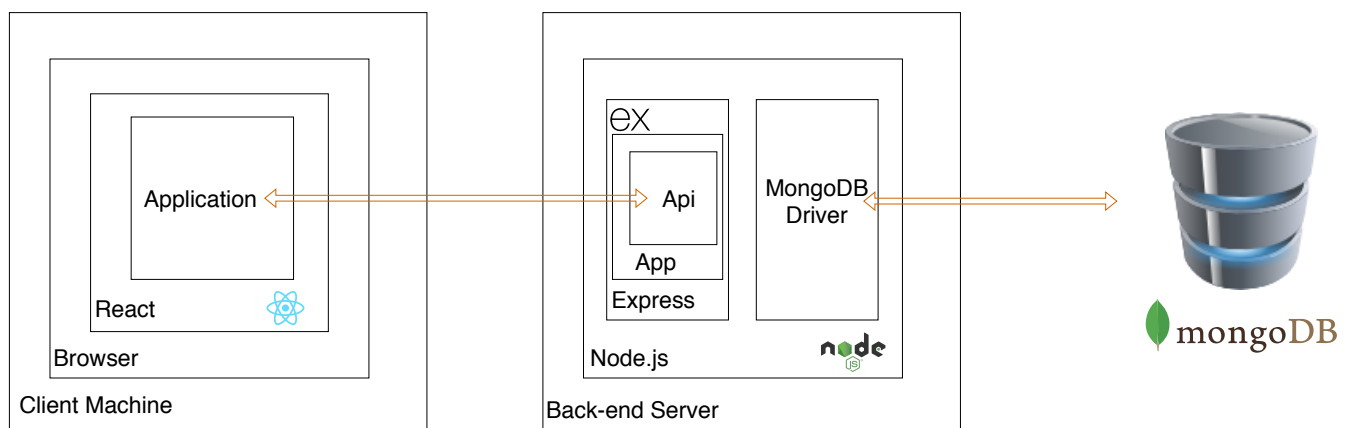 Application
React
Browser
Client Machine
ex
Api
App
Express
MongoDB
Driver
Node.js
node
JS
Back-end Server
mongoDB